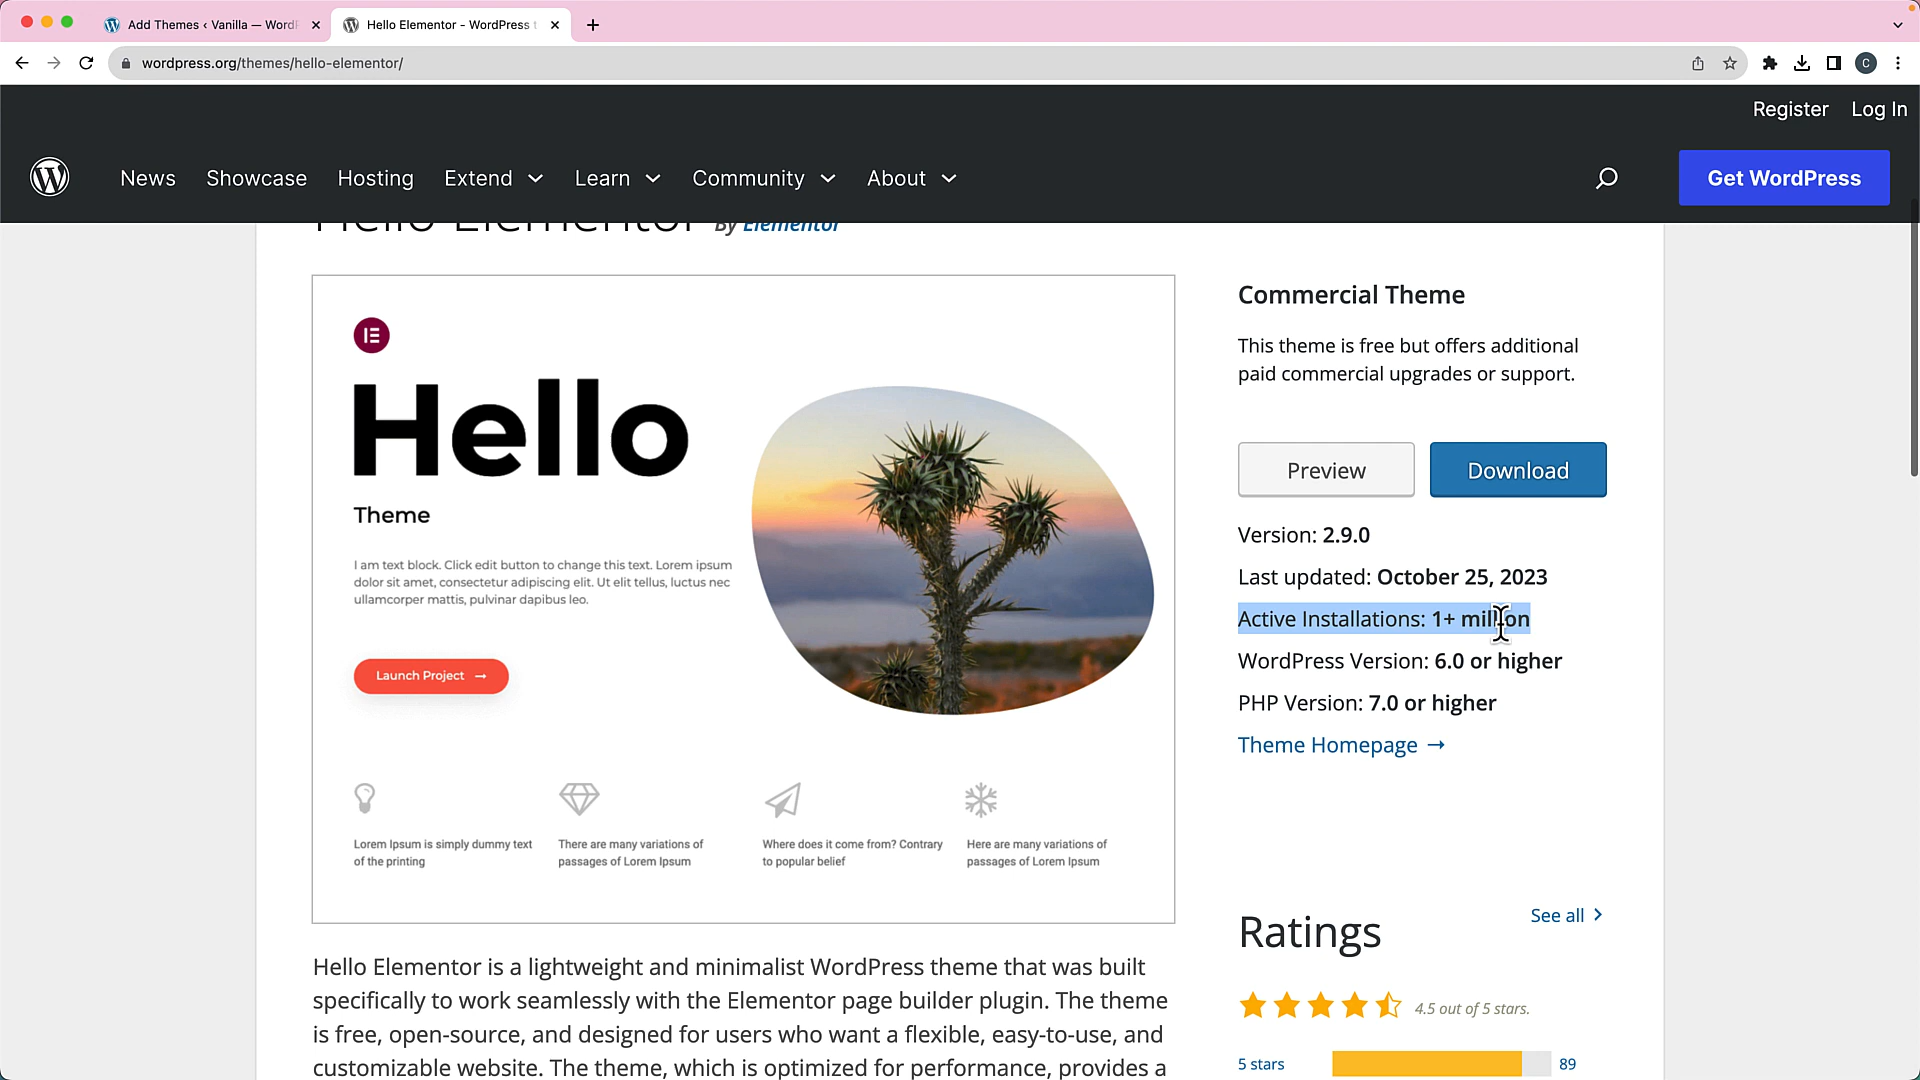 Add Themes ‹ Vanilla — WordP
Hello Elementor - WordPress t
wordpress.org/themes/hello-elementor/
C
Register Log In
News Showcase Hosting Extend Learn Community About Get WordPress
Hello Elementor By Elementor
Hello
Theme
I am text block. Click edit button to change this text. Lorem ipsum
dolor sit amet, consectetur adipiscing elit. Ut elit tellus, luctus nec
ullamcorper mattis, pulvinar dapibus leo.
Launch Project →
Lorem Ipsum is simply dummy text
of the printing
There are many variations of
passages of Lorem Ipsum
Where does it come from? Contrary
to popular belief
Here are many variations of
passages of Lorem Ipsum
Hello Elementor is a lightweight and minimalist WordPress theme that was built
specifically to work seamlessly with the Elementor page builder plugin. The theme
is free, open-source, and designed for users who want a flexible, easy-to-use, and
customizable website. The theme, which is optimized for performance, provides a
Commercial Theme
This theme is free but offers additional
paid commercial upgrades or support.
Preview Download
Version: 2.9.0
Last updated: October 25, 2023
Active Installations: 1+ million
WordPress Version: 6.0 or higher
PHP Version: 7.0 or higher
Theme Homepage →
Ratings See all
4.5 out of 5 stars.
5 stars 89